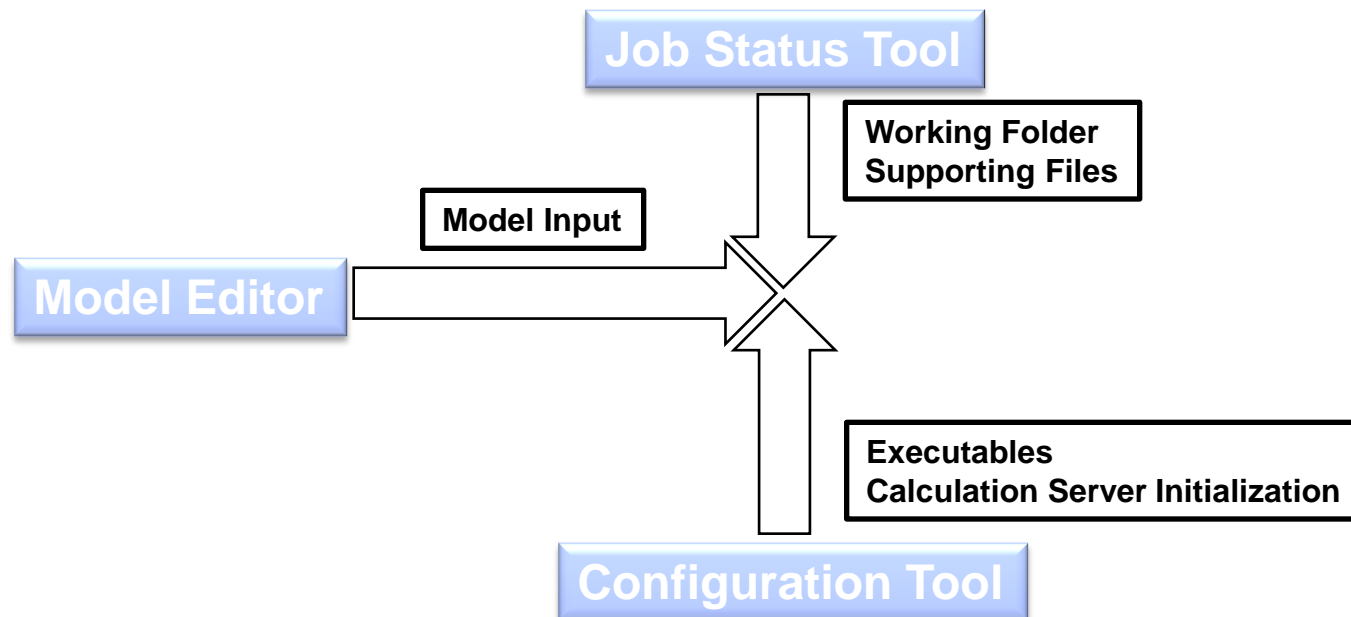 Job Status Tool
Working Folder
Supporting Files
Model Input
Model Editor
Executables
Calculation Server Initialization
Configuration Tool